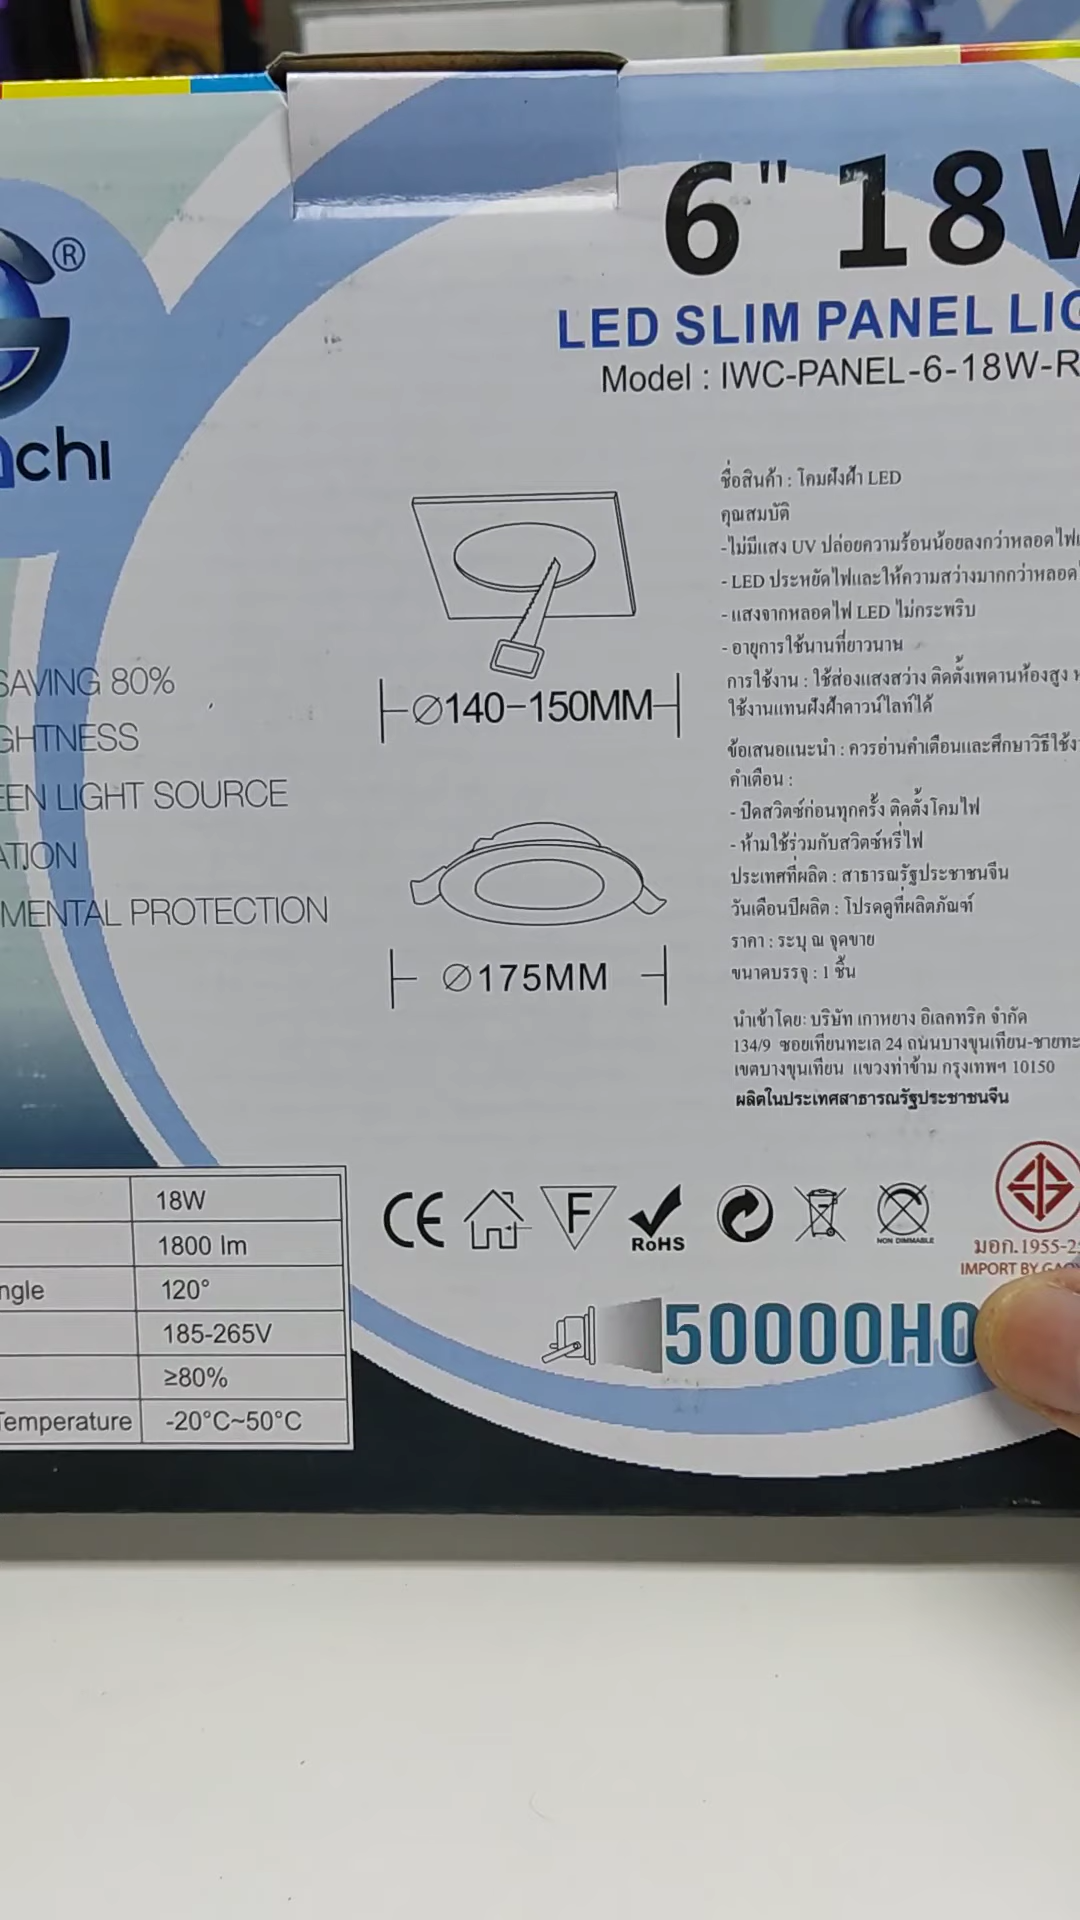 6" 18W
LED SLIM PANEL LIG
Model : IWC-PANEL-6-18W-R
®
achi
SAVING 80%
GHTNESS
EEN LIGHT SOURCE
ATION
MENTAL PROTECTION
Ø140-150MM
Ø175MM
ชื่อสินค้า : โคมฝังฝ้า LED
คุณสมบัติ
-ไม่มีแสง UV ปล่อยความร้อนน้อยลงกว่าหลอดไฟ
- LED ประหยัดไฟและให้ความสว่างมากกว่าหลอด
- แสงจากหลอดไฟ LED ไม่กระพริบ
- อายุการใช้นานที่ยาวนาน
การใช้งาน : ใช้ส่องแสงสว่าง ติดตั้งเพดานห้องสูง
ใช้งานแทนฝังฝ้าดาวน์ไลท์ได้
ข้อเสนอแนะนำ : ควรอ่านคำเตือนและศึกษาวิธีใช้ง
คำเตือน :
- ปิดสวิตซ์ก่อนทุกครั้ง ติดตั้งโคมไฟ
- ห้ามใช้ร่วมกับสวิตซ์หรี่ไฟ
ประเทศที่ผลิต : สาธารณรัฐประชาชนจีน
วันเดือนปีผลิต : โปรดดูที่ผลิตภัณฑ์
ราคา : ระบุ ณ จุดขาย
ขนาดบรรจุ : 1 ชิ้น
นำเข้าโดย: บริษัท เกาหยาง อิเลคทริค จำกัด
134/9 ซอยเทียนทะเล 24 ถนนบางขุนเทียน-ชายทะ
เขตบางขุนเทียน แขวงท่าข้าม กรุงเทพฯ 10150
ผลิตในประเทศสาธารณรัฐประชาชนจีน
18W
1800 lm
ngle 120°
185-265V
≥80%
Temperature -20°C~50°C
CE
F
RoHS
NON DIMMABLE
มอก.1955-2
IMPORT BY GAO
50000HO